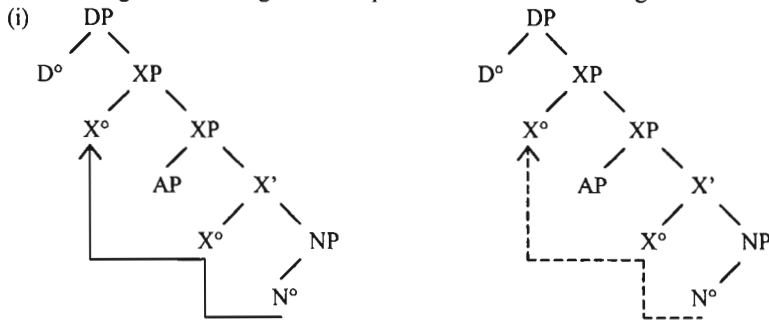 (i) DP DP
D° XP D° XP
X° XP X° XP
AP X' AP X'
X° NP X° NP
N° N°